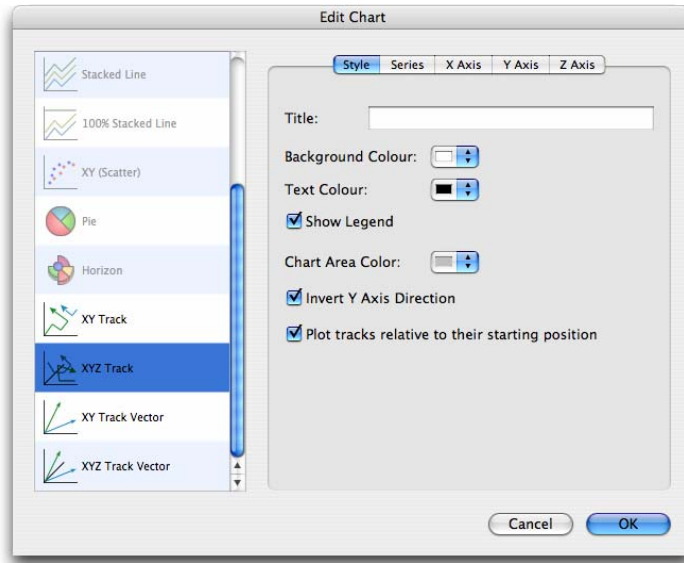 Edit Chart
Stacked Line
100% Stacked Line
XY (Scatter)
Pie
Horizon
XY Track
XYZ Track
XY Track Vector
XYZ Track Vector
Style Series X Axis Y Axis Z Axis
Title:
Background Colour:
Text Colour:
Show Legend
Chart Area Color:
Invert Y Axis Direction
Plot tracks relative to their starting position
Cancel OK